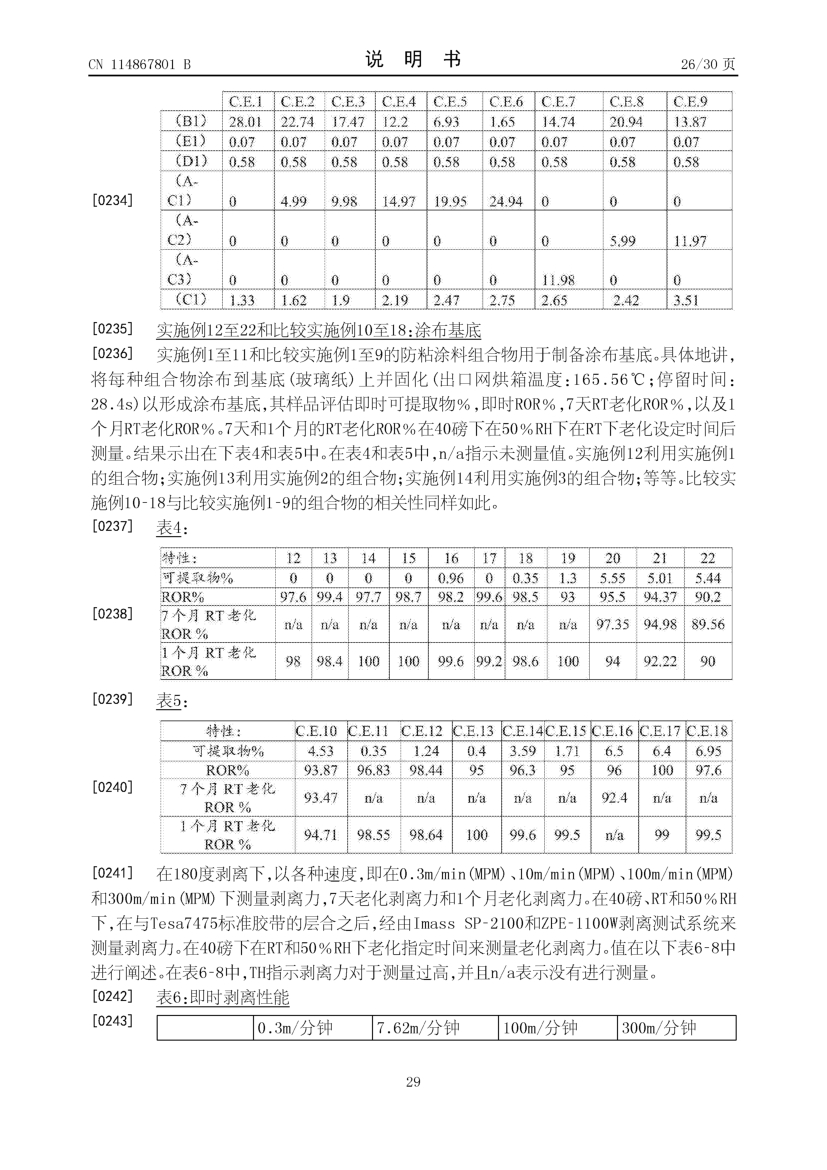 CN 114867801 B 说 明 书 26/30 页
C.E.1 C.E.2 C.E.3 C.E.4 C.E.5 C.E.6 C.E.7 C.E.8 C.E.9
(B1) 28.01 22.74 17.47 12.2 6.93 1.65 14.74 20.94 13.87
(E1) 0.07 0.07 0.07 0.07 0.07 0.07 0.07 0.07 0.07
(D1) 0.58 0.58 0.58 0.58 0.58 0.58 0.58 0.58 0.58
(A-
[0234] C1) 0 4.99 9.98 14.97 19.95 24.94 0 0 0
(A-
C2) 0 0 0 0 0 0 0 5.99 11.97
(A-
C3) 0 0 0 0 0 0 11.98 0 0
(C1) 1.33 1.62 1.9 2.19 2.47 2.75 2.65 2.42 3.51
[0235] 实施例12至22和比较实施例10至18:涂布基底
[0236] 实施例1至11和比较实施例1至9的防粘涂料组合物用于制备涂布基底。具体地讲,
将每种组合物涂布到基底(玻璃纸)上并固化(出口网烘箱温度:165.56℃;停留时间:
28.4s)以形成涂布基底,其样品评估即时可提取物%,即时ROR%,7天RT老化ROR%,以及1
个月RT老化ROR%。7天和1个月的RT老化ROR%在40磅下在50%RH下在RT下老化设定时间后
测量。结果示出在下表4和表5中。在表4和表5中,n/a指示未测量值。实施例12利用实施例1
的组合物;实施例13利用实施例2的组合物;实施例14利用实施例3的组合物;等等。比较实
施例10-18与比较实施例1-9的组合物的相关性同样如此。
[0237] 表4:
特性: 12 13 14 15 16 17 18 19 20 21 22
可提取物% 0 0 0 0 0.96 0 0.35 1.3 5.55 5.01 5.44
ROR% 97.6 99.4 97.7 98.7 98.2 99.6 98.5 93 95.5 94.37 90.2
[0238] 7个月 RT 老化
ROR % n/a n/a n/a n/a n/a n/a n/a n/a 97.35 94.98 89.56
1个月 RT 老化
ROR % 98 98.4 100 100 99.6 99.2 98.6 100 94 92.22 90
[0239] 表5:
特性: C.E.10 C.E.11 C.E.12 C.E.13 C.E.14 C.E.15 C.E.16 C.E.17 C.E.18
可提取物% 4.53 0.35 1.24 0.4 3.59 1.71 6.5 6.4 6.95
ROR% 93.87 96.83 98.44 95 96.3 95 96 100 97.6
[0240] 7个月 RT 老化
ROR % 93.47 n/a n/a n/a n/a n/a 92.4 n/a n/a
1个月 RT 老化
ROR % 94.71 98.55 98.64 100 99.6 99.5 n/a 99 99.5
[0241] 在180度剥离下,以各种速度,即在0.3m/min(MPM)、10m/min(MPM)、100m/min(MPM)
和300m/min(MPM)下测量剥离力,7天老化剥离力和1个月老化剥离力。在40磅、RT和50%RH
下,在与Tesa7475标准胶带的层合之后,经由Imass SP-2100和ZPE-1100W剥离测试系统来
测量剥离力。在40磅下在RT和50%RH下老化指定时间来测量老化剥离力。值在以下表6-8中
进行阐述。在表6-8中,TH指示剥离力对于测量过高,并且n/a表示没有进行测量。
[0242] 表6:即时剥离性能
[0243] 0.3m/分钟 7.62m/分钟 100m/分钟 300m/分钟
29